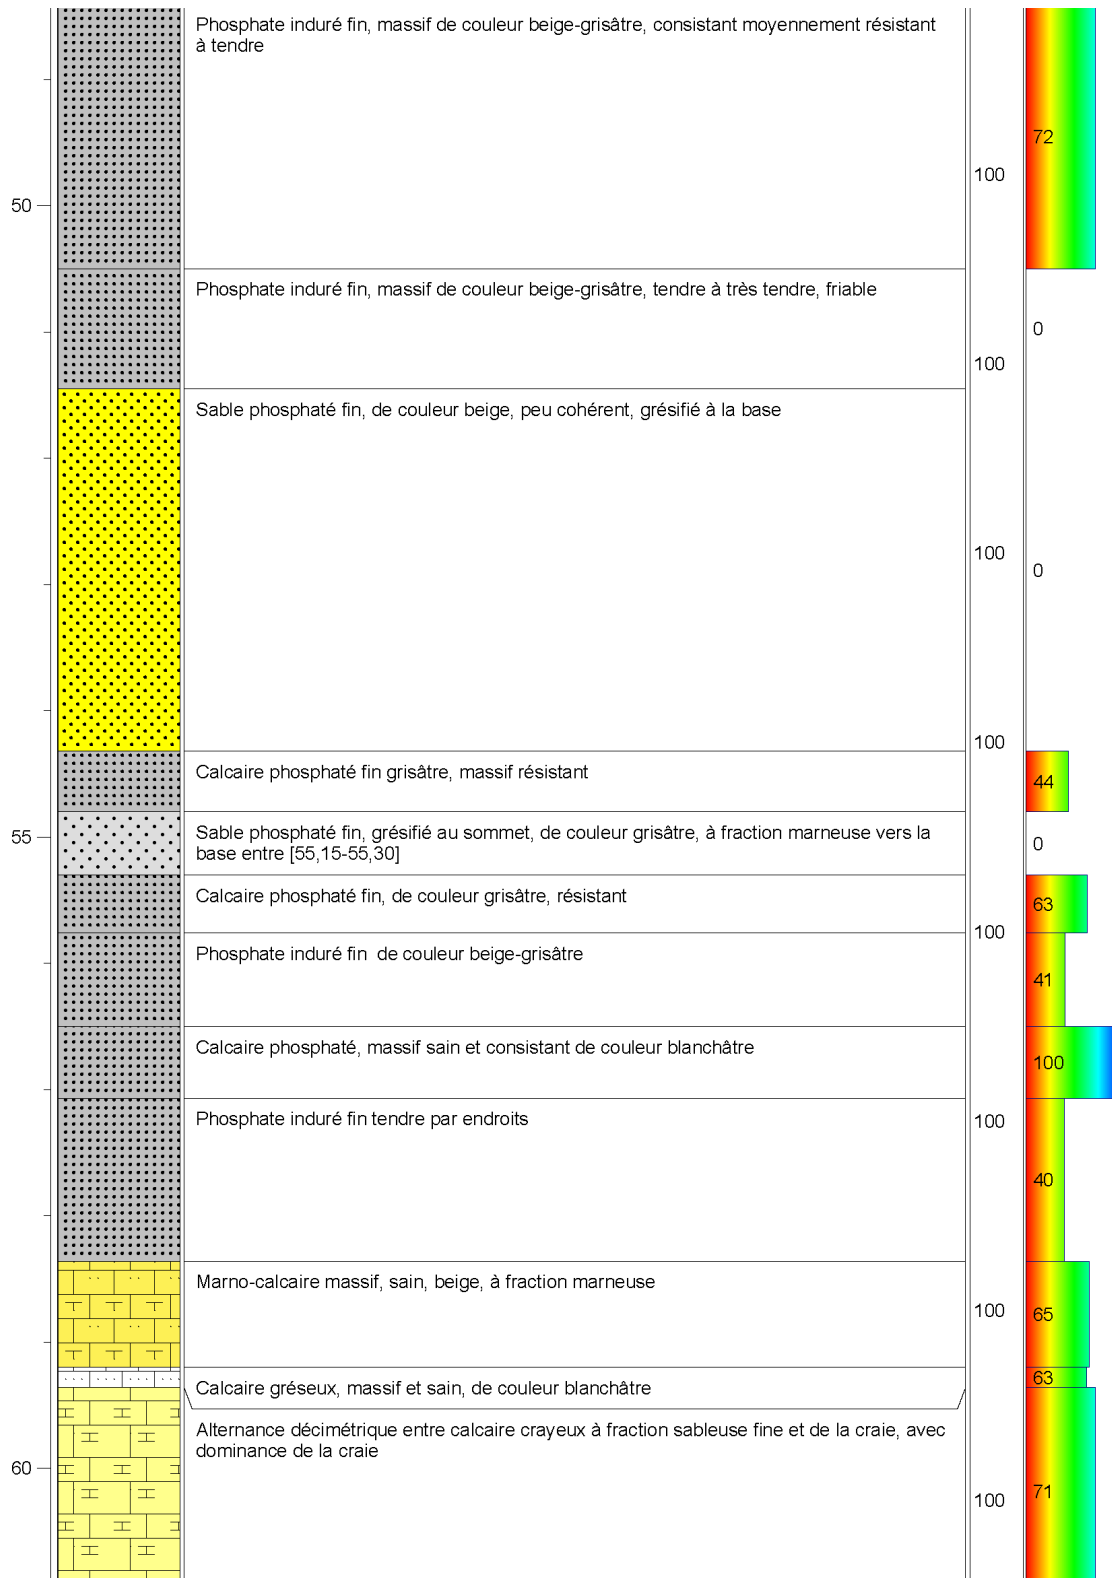 Phosphate induré fin, massif de couleur beige-grisâtre, consistant moyennement résistant
à tendre
72
100
50
Phosphate induré fin, massif de couleur beige-grisâtre, tendre à très tendre, friable
0
100
Sable phosphaté fin, de couleur beige, peu cohérent, grésifié à la base
100
0
100
Calcaire phosphaté fin grisâtre, massif résistant
44
55
Sable phosphaté fin, grésifié au sommet, de couleur grisâtre, à fraction marneuse vers la
base entre [55,15-55,30]
0
Calcaire phosphaté fin, de couleur grisâtre, résistant
63
100
Phosphate induré fin  de couleur beige-grisâtre
41
Calcaire phosphaté, massif sain et consistant de couleur blanchâtre
100
Phosphate induré fin tendre par endroits
100
40
Marno-calcaire massif, sain, beige, à fraction marneuse
100
65
63
Calcaire gréseux, massif et sain, de couleur blanchâtre
Alternance décimétrique entre calcaire crayeux à fraction sableuse fine et de la craie, avec
dominance de la craie
60
71
100